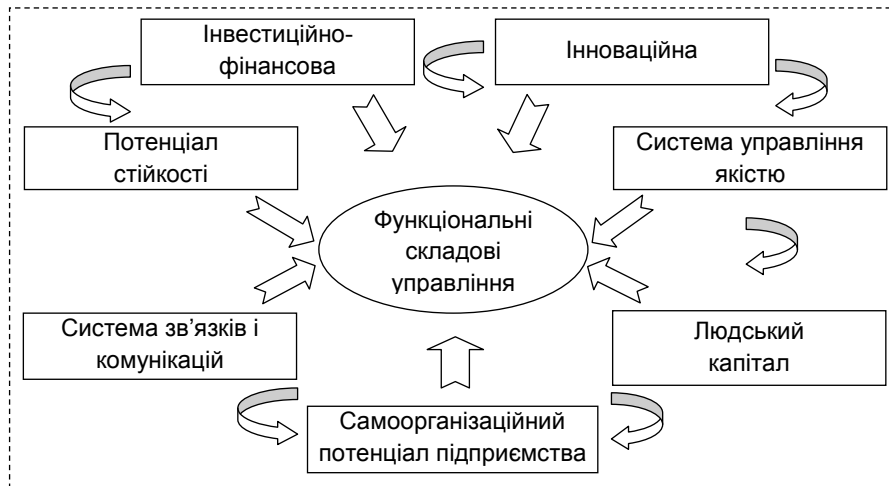 Інвестиційно-
фінансова
Інноваційна
Потенціал
стійкості
Система управління
якістю
Функціональні
складові
управління
Система зв’язків і
комунікацій
Людський
капітал
Самоорганізаційний
потенціал підприємства